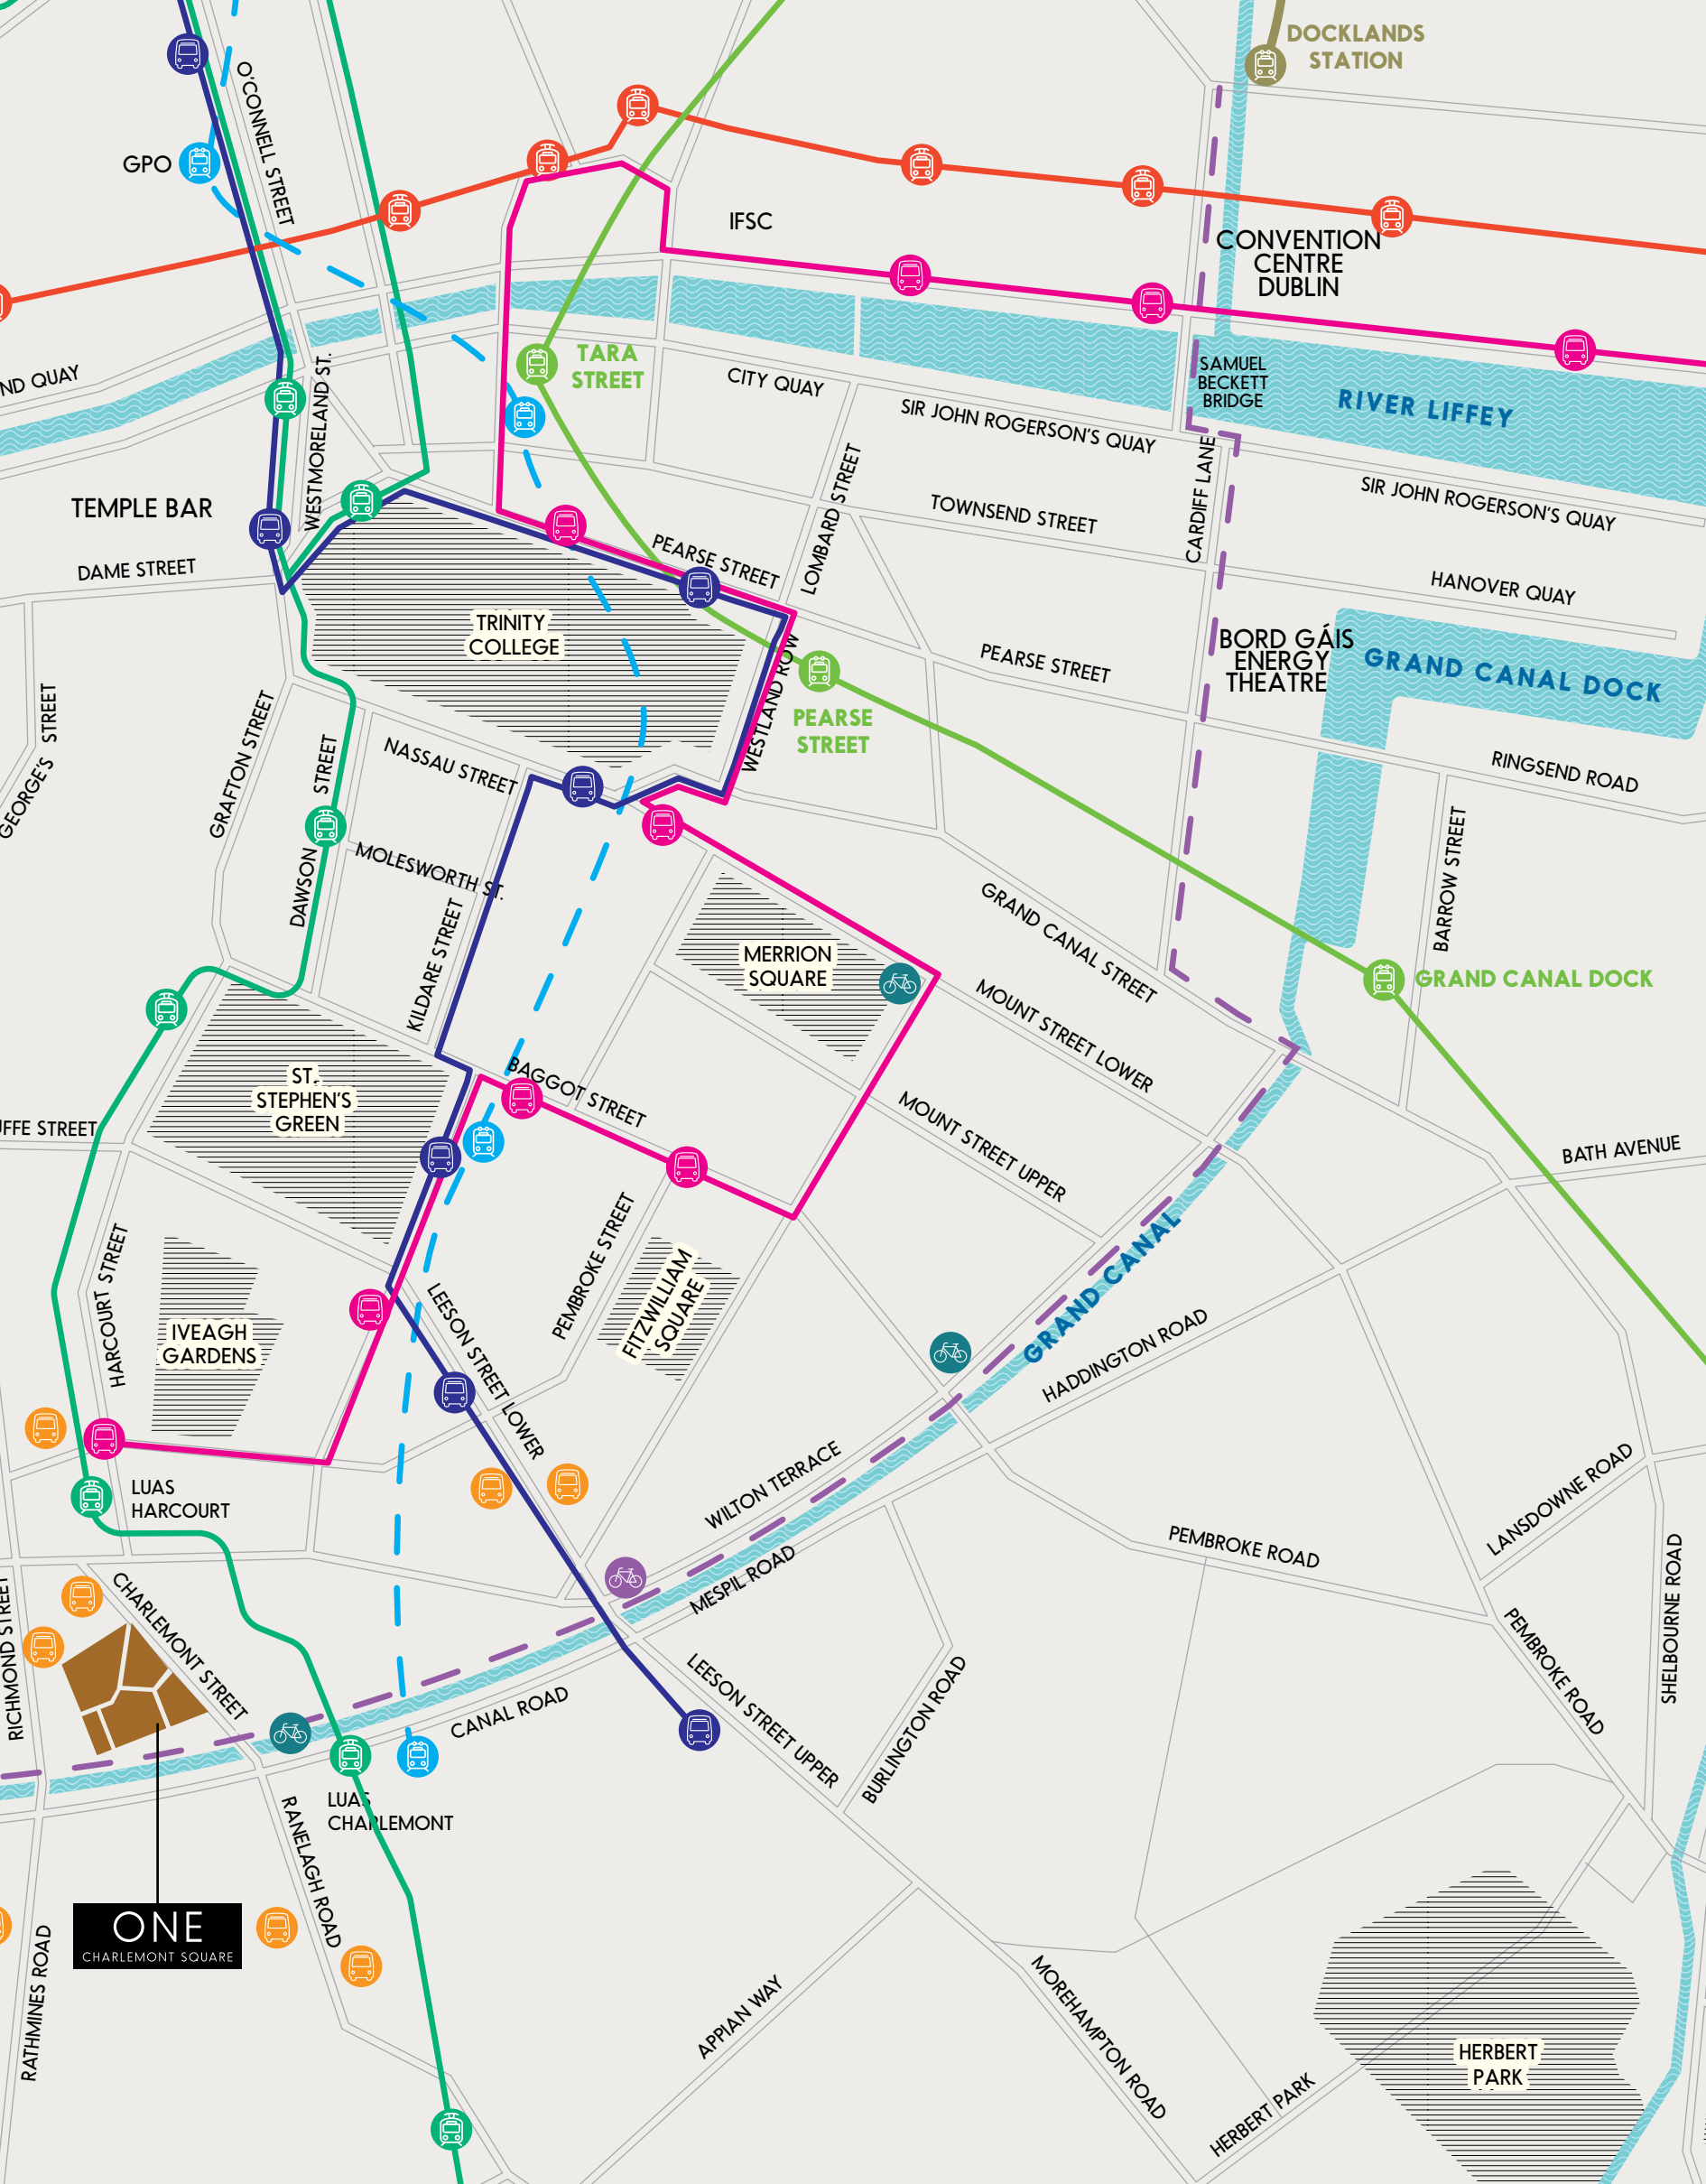 DOCKLANDS
STATION
O'CONNELL STREET
GPO
IFSC
CONVENTION
CENTRE
DUBLIN
TARA
STREET
CITY QUAY
SAMUEL
BECKETT
BRIDGE
RIVER LIFFEY
ND QUAY
WESTMORELAND ST.
SIR JOHN ROGERSON'S QUAY
CARDIFF LANE
SIR JOHN ROGERSON'S QUAY
TEMPLE BAR
LOMBARD STREET
TOWNSEND STREET
DAME STREET
PEARSE STREET
HANOVER QUAY
TRINITY
COLLEGE
BORD GÁIS
ENERGY
THEATRE
GRAND CANAL DOCK
PEARSE STREET
WESTLAND ROW
PEARSE
STREET
GEORGE'S STREET
GRAFTON STREET
DAWSON STREET
NASSAU STREET
RINGSEND ROAD
BARROW STREET
MOLESWORTH ST.
KILDARE STREET
MERRION
SQUARE
GRAND CANAL STREET
GRAND CANAL DOCK
MOUNT STREET LOWER
ST.
STEPHEN'S
GREEN
BAGGOT STREET
MOUNT STREET UPPER
UFFE STREET
BATH AVENUE
HARCOURT STREET
PEMBROKE STREET
FITZWILLIAM
SQUARE
GRAND CANAL
IVEAGH
GARDENS
LEESON STREET LOWER
HADDINGTON ROAD
LUAS
HARCOURT
WILTON TERRACE
LANSDOWNE ROAD
MESPIL ROAD
PEMBROKE ROAD
SHELBOURNE ROAD
RICHMOND STREET
CHARLEMONT STREET
PEMBROKE ROAD
CANAL ROAD
LEESON STREET UPPER
BURLINGTON ROAD
LUAS
CHARLEMONT
RANELAGH ROAD
ONE
CHARLEMONT SQUARE
RATHMINES ROAD
APPIAN WAY
MOREHAMPTON ROAD
HERBERT
PARK
HERBERT PARK